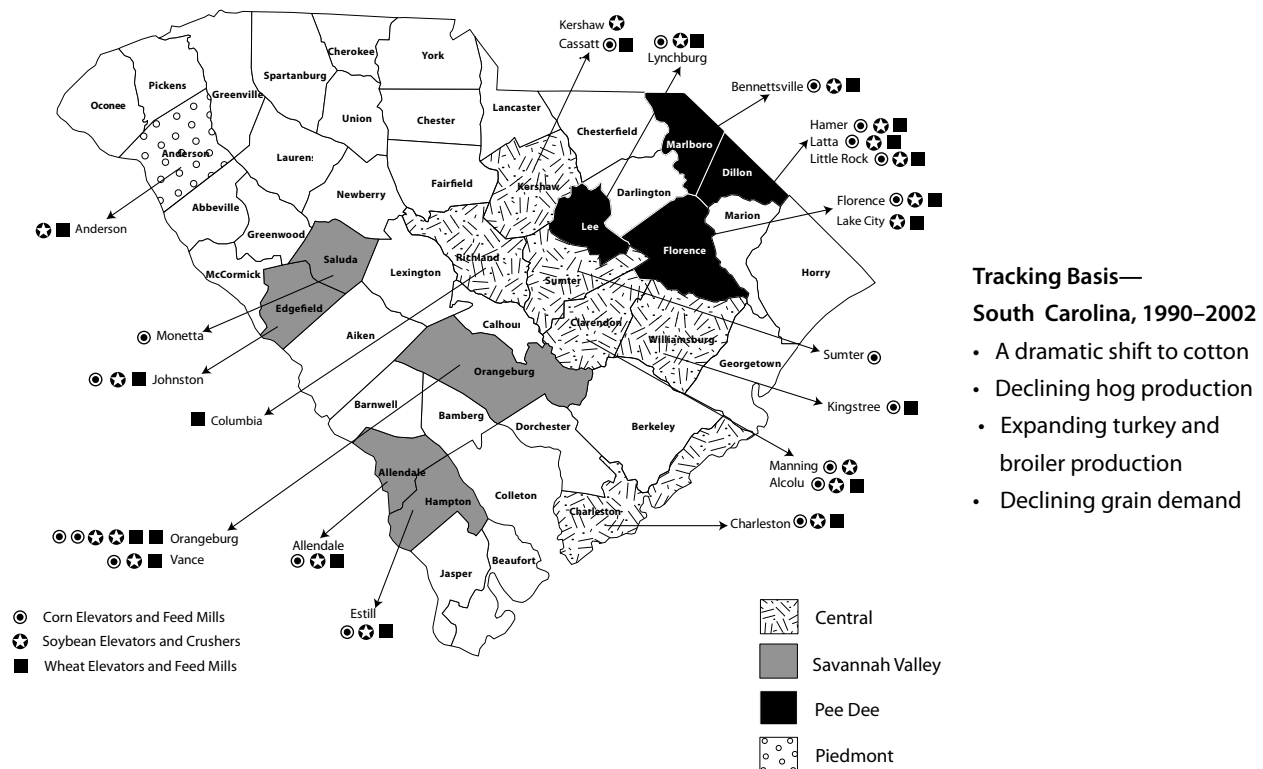 Kershaw
Cassatt
Lynchburg
Bennettsville
Hamer
Latta
Little Rock
Florence
Lake City
Cherokee
York
Pickens
Spartanburg
Oconee
Greenville
Union
Chester
Lancaster
Chesterfield
Marlboro
Anderson
Lauren
Dillon
Fairfield
Kershaw
Darlington
Newberry
Abbeville
Marion
Lee
Greenwood
Anderson
Florence
Saluda
Richland
McCormick
Lexington
Horry
Sumter
Edgefield
Calhou
Clarendon
Williamsburg
Monetta
Aiken
Sumter
Georgetown
Orangeburg
Johnston
Barnwell
Kingstree
Columbia
Bamberg
Dorchester
Berkeley
Manning
Alcolu
Allendale
Hampton
Colleton
Charleston
Charleston
Orangeburg
Vance
Allendale
Beaufort
Jasper
Estill
Corn Elevators and Feed Mills
Soybean Elevators and Crushers
Wheat Elevators and Feed Mills
Central
Savannah Valley
Pee Dee
Piedmont
Tracking Basis—
South Carolina, 1990–2002
• A dramatic shift to cotton
• Declining hog production
• Expanding turkey and
broiler production
• Declining grain demand